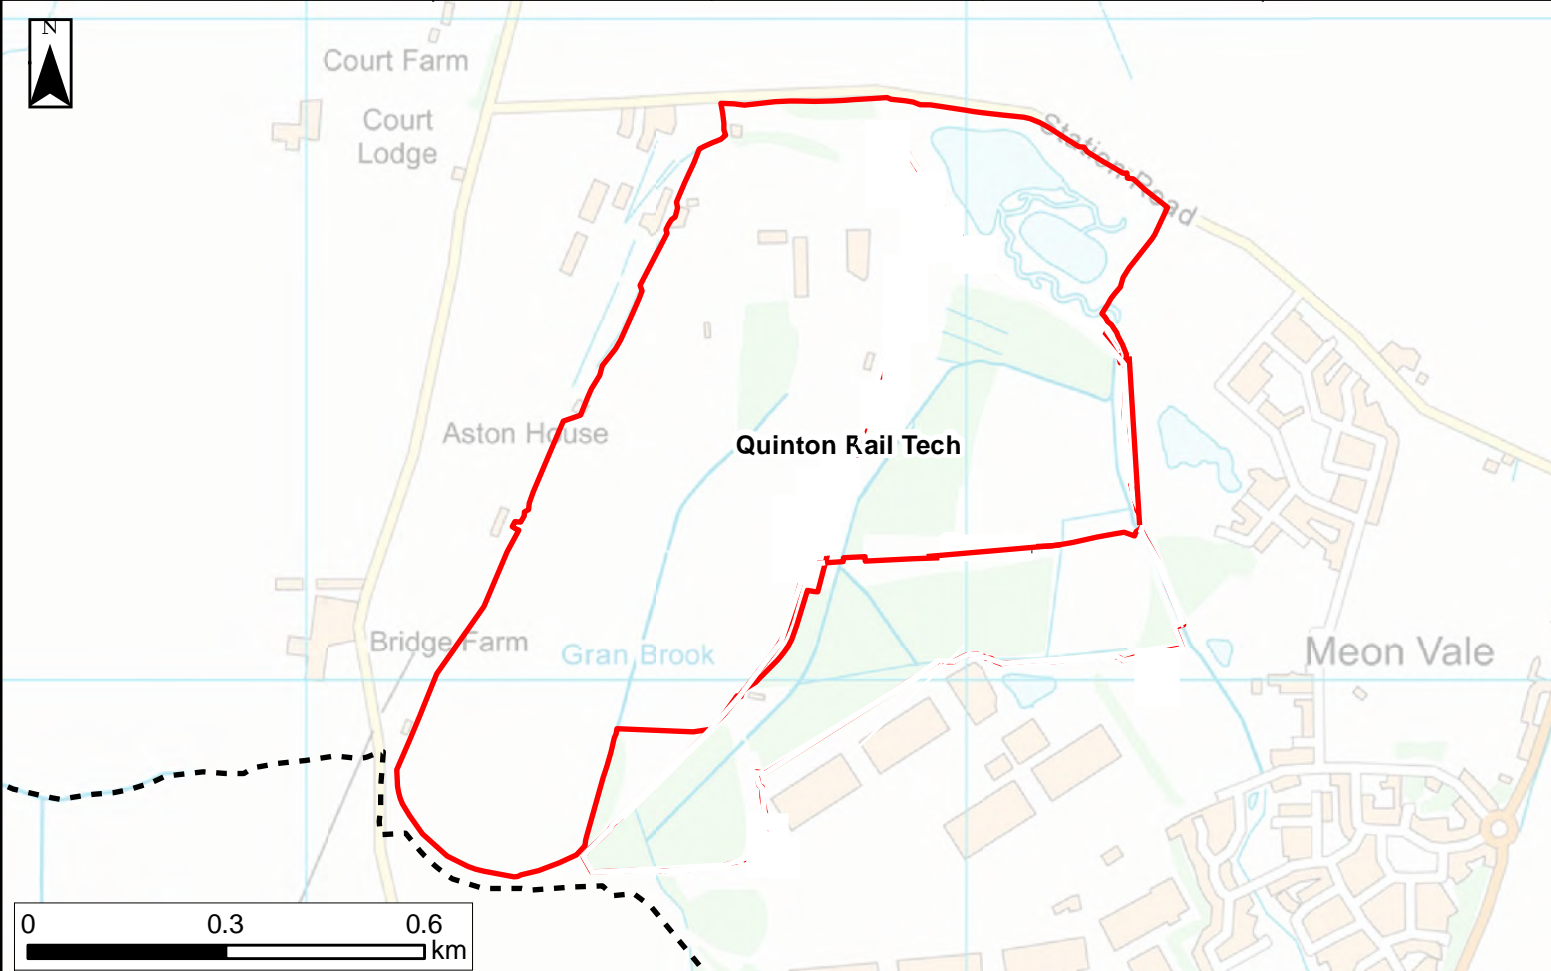 N
Court Farm
Court
Lodge
Station Road
Aston House
Quinton Rail Tech
Bridge Farm
Gran Brook
Meon Vale
0 0.3 0.6
km